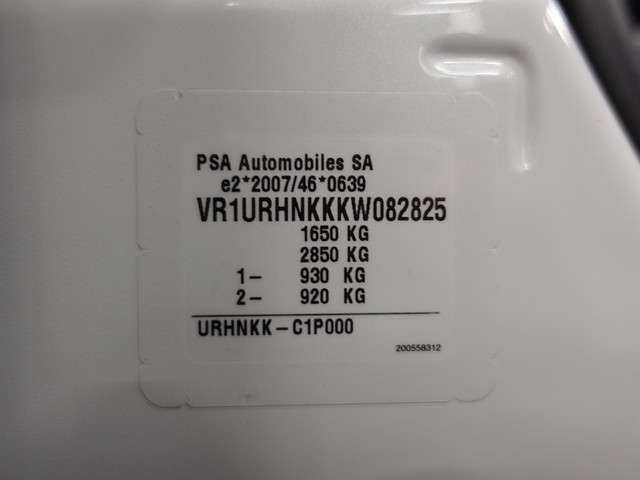 PSA Automobiles SA
e2*2007/46*0639
VR1URHNKKKW082825
1650 KG
2850 KG
1- 930 KG
2- 920 KG
URHNKK-C1P000
200558312